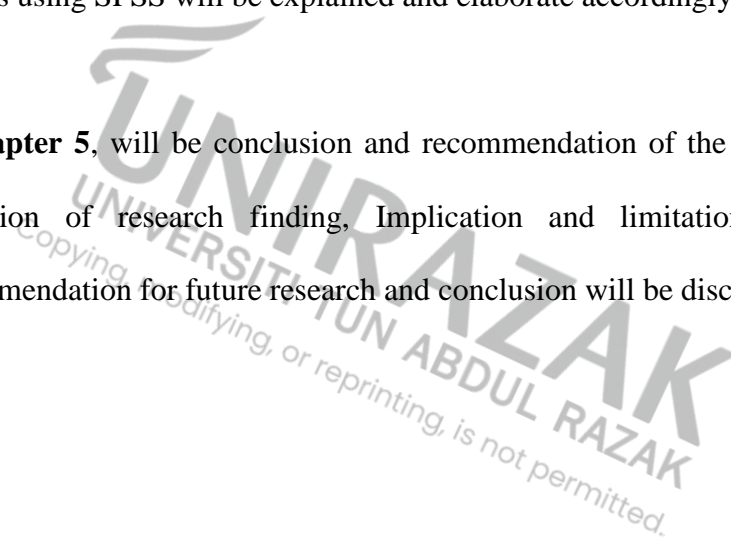 s using SPSS will be explained and elaborate accordingly
apter 5, will be conclusion and recommendation of the
ion of research finding, Implication and limitation
mendation for future research and conclusion will be disc
UNIRAZAK
UNIVERSITI TUN ABDUL RAZAK
Copying, modifying, or reprinting, is not permitted.